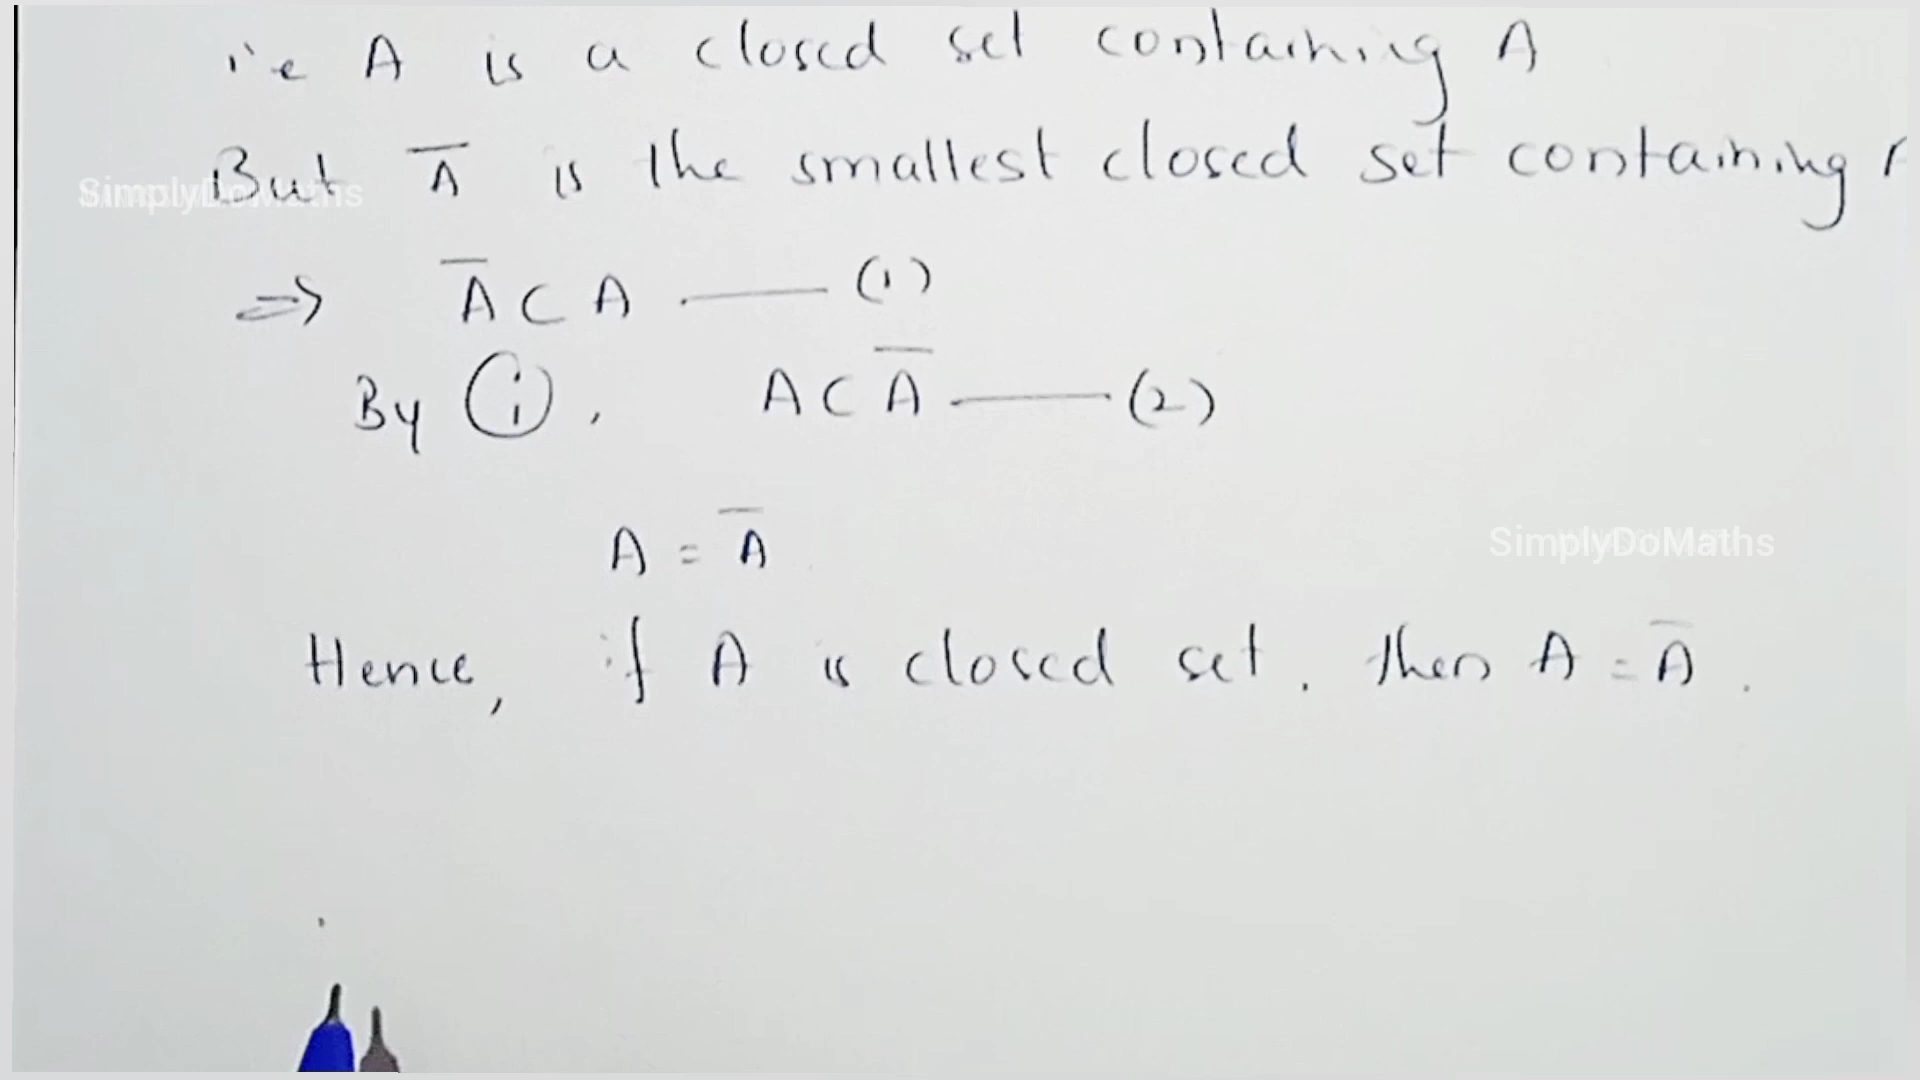 i.e A is a closed set containing A
But A̅ is the smallest closed set containing
SimplyDoMaths
⇒ A̅ ⊂ A —— (1)
By (i), A ⊂ A̅ —— (2)
A = A̅
SimplyDoMaths
Hence, if A is closed set. then A = A̅.